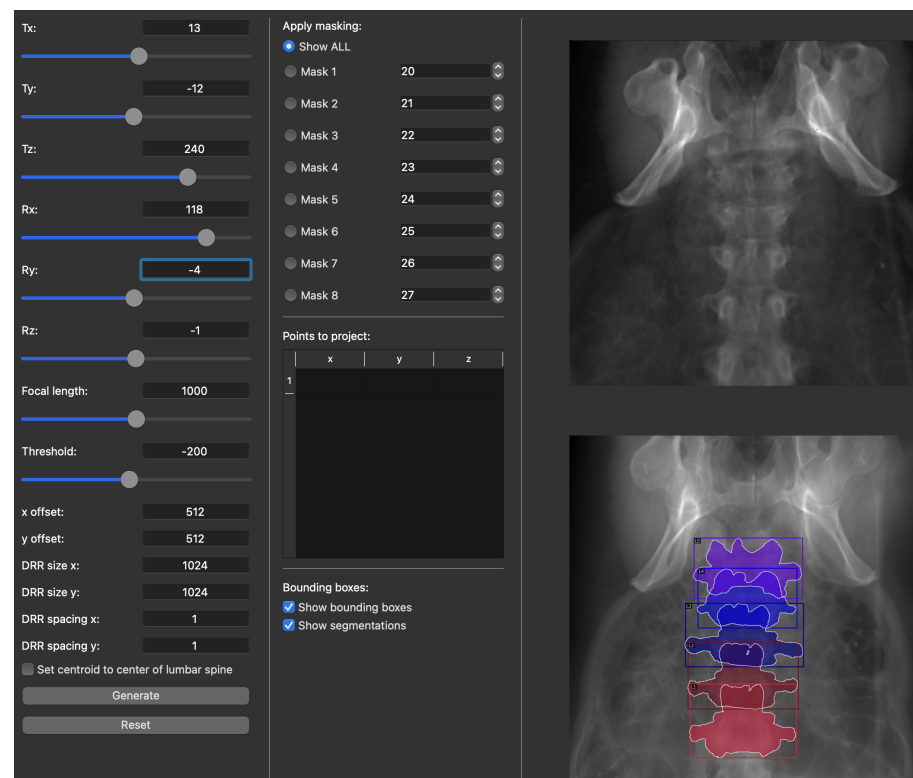 Tx: 13
Ty: -12
Tz: 240
Rx: 118
Ry: -4
Rz: -1
Focal length: 1000
Threshold: -200
x offset: 512
y offset: 512
DRR size x: 1024
DRR size y: 1024
DRR spacing x: 1
DRR spacing y: 1
Set centroid to center of lumbar spine
Generate
Reset
Apply masking:
Show ALL
Mask 1 20
Mask 2 21
Mask 3 22
Mask 4 23
Mask 5 24
Mask 6 25
Mask 7 26
Mask 8 27
Points to project:
x y z
1
Bounding boxes:
Show bounding boxes
Show segmentations